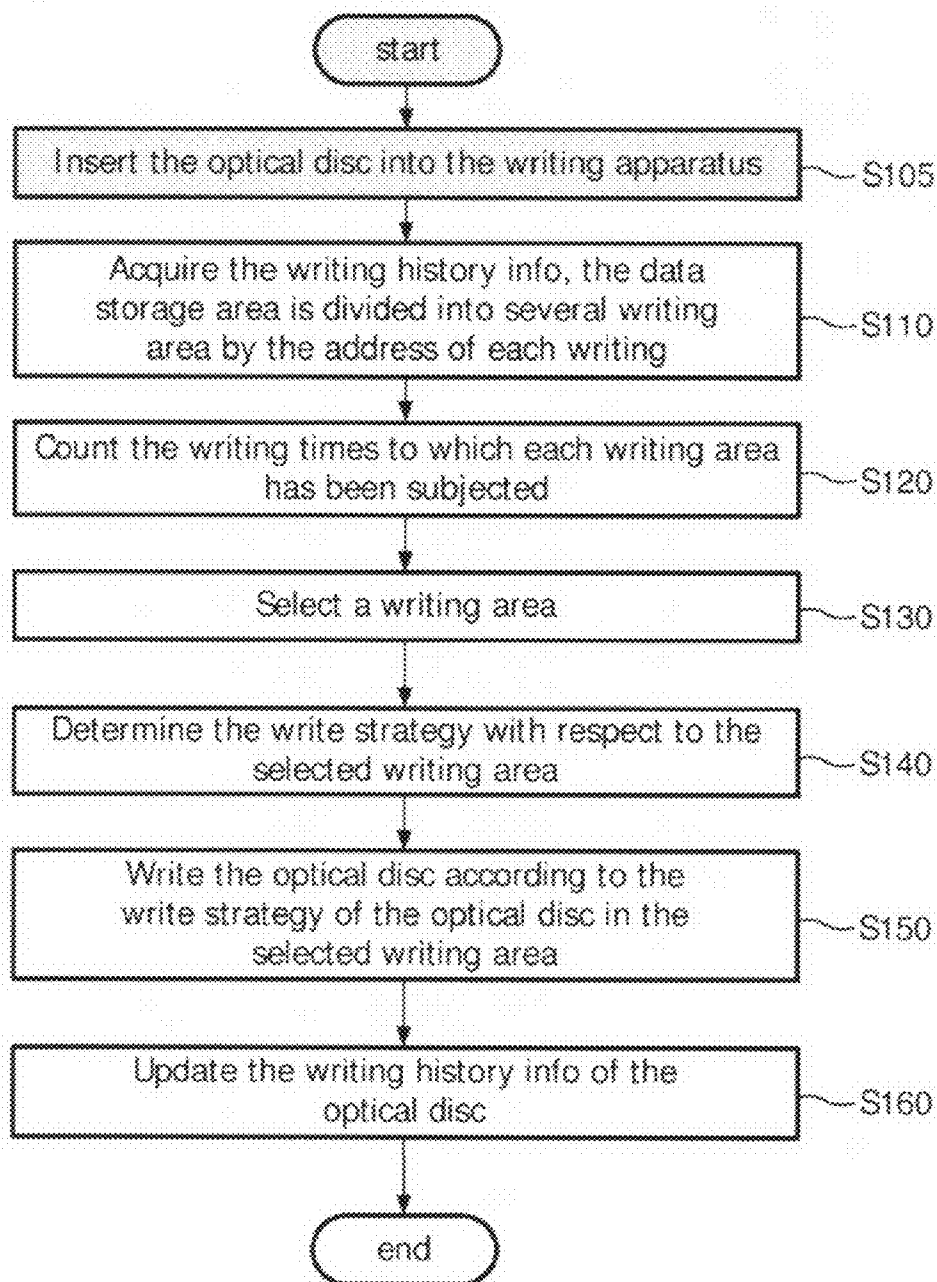 start
Insert the optical disc into the writing apparatus
S105
Acquire the writing history info, the data
storage area is divided into several writing
area by the address of each writing
S110
Count the writing times to which each writing area
has been subjected
S120
Select a writing area
S130
Determine the write strategy with respect to the
selected writing area
S140
Write the optical disc according to the
write strategy of the optical disc in the
selected writing area
S150
Update the writing history info of the
optical disc
S160
end